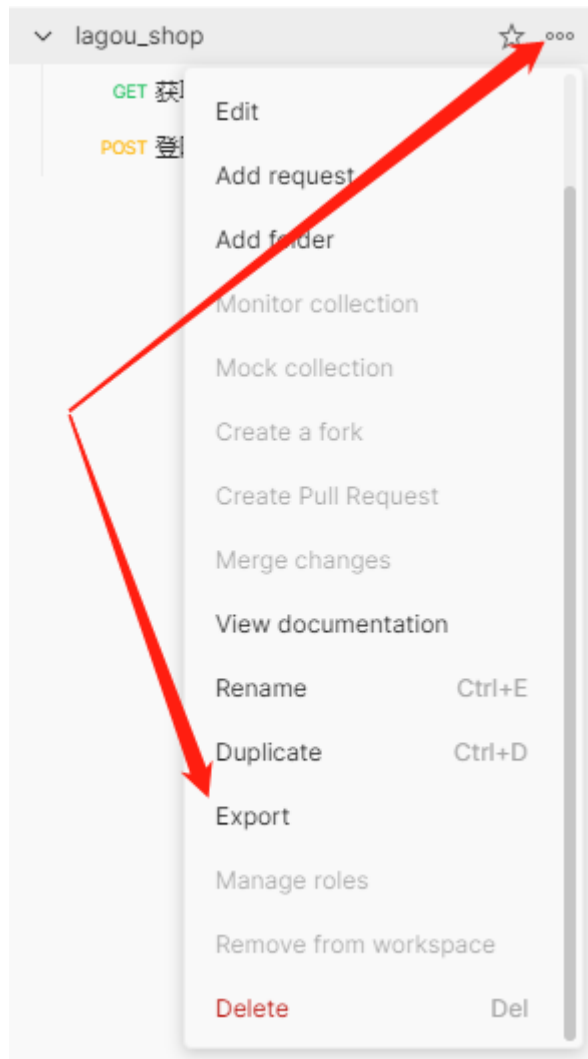 lagou_shop
GET
POST 登
Edit
Add request
Add folder
Monitor collection
Mock collection
Create a fork
Create Pull Request
Merge changes
View documentation
Rename Ctrl+E
Duplicate Ctrl+D
Export
Manage roles
Remove from workspace
Delete Del